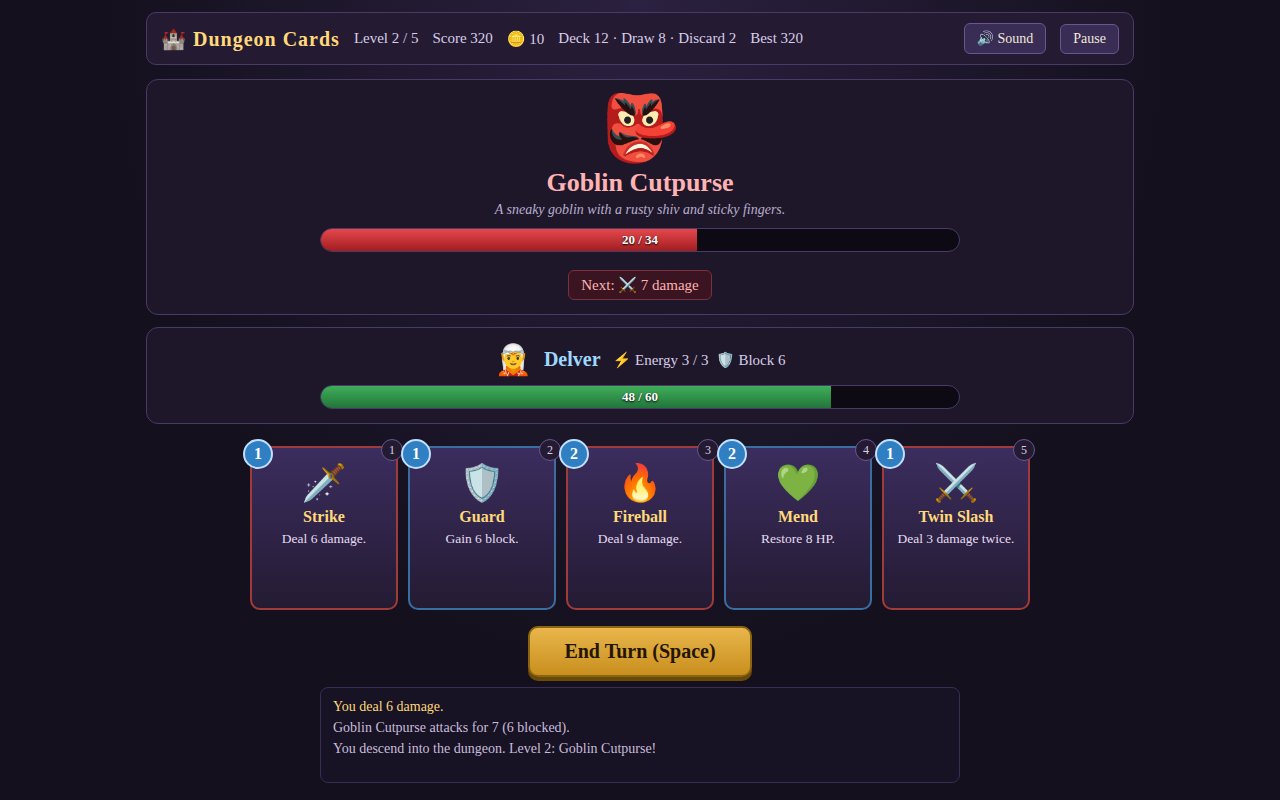 Dungeon Cards Level 2 / 5 Score 320 10 Deck 12 · Draw 8 · Discard 2 Best 320 Sound Pause
Goblin Cutpurse
A sneaky goblin with a rusty shiv and sticky fingers.
20 / 34
Next: ⚔️ 7 damage
Delver ⚡ Energy 3 / 3 🛡️ Block 6
48 / 60
1 1
Strike
Deal 6 damage.
1 2
Guard
Gain 6 block.
2 3
Fireball
Deal 9 damage.
2 4
Mend
Restore 8 HP.
1 5
Twin Slash
Deal 3 damage twice.
End Turn (Space)
You deal 6 damage.
Goblin Cutpurse attacks for 7 (6 blocked).
You descend into the dungeon. Level 2: Goblin Cutpurse!